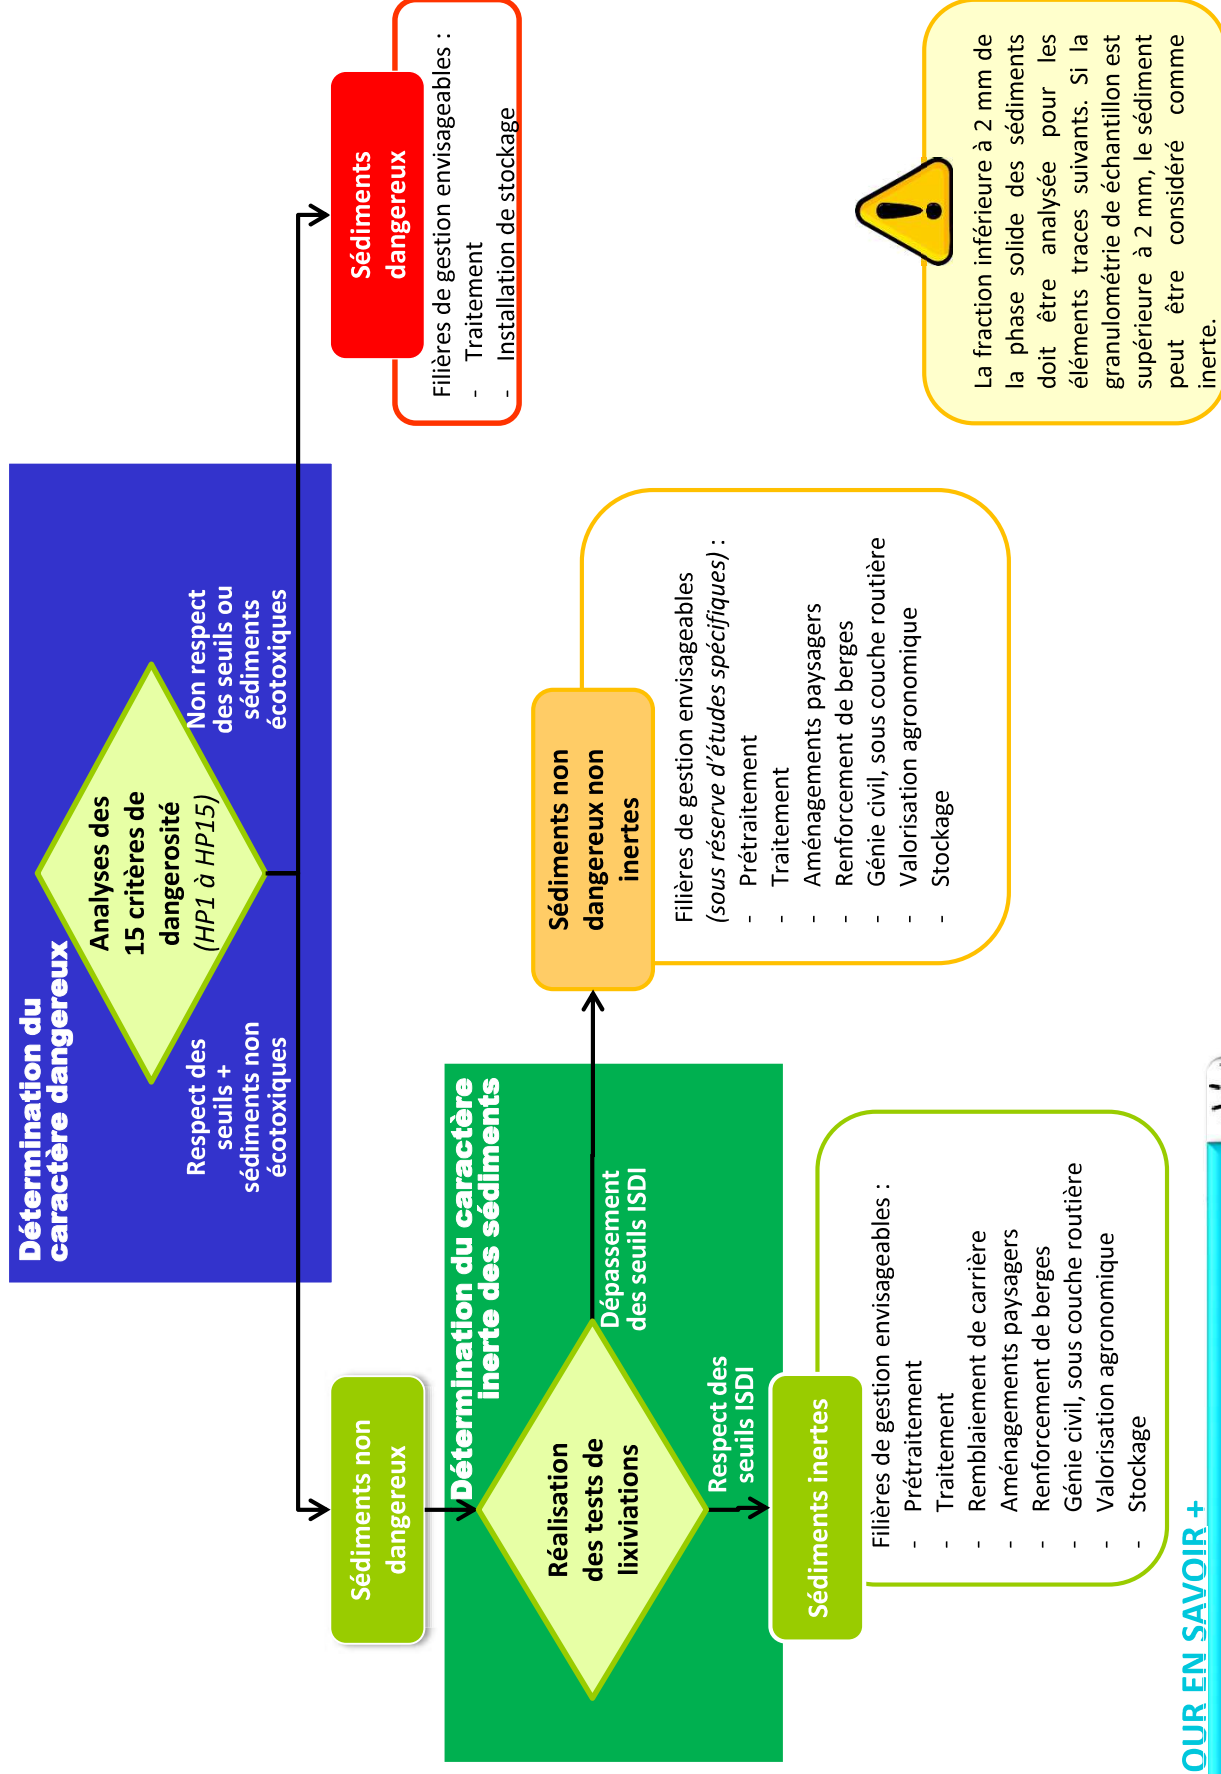 Détermination du
caractère dangereux
Analyses des
15 critères de
dangerosité
(HP1 à HP15)
Respect des
seuils +
sédiments non
écotoxiques
Non respect
des seuils ou
sédiments
écotoxiques
Sédiments non
dangereux
Sédiments
dangereux
Filières de gestion envisageables :
- Traitement
- Installation de stockage
Détermination du caractère
inerte des sédiments
Réalisation
des tests de
lixiviations
Dépassement
des seuils ISDI
Respect des
seuils ISDI
Sédiments non
dangereux non
inertes
Filières de gestion envisageables
(sous réserve d'études spécifiques) :
- Prétraitement
- Traitement
- Aménagements paysagers
- Renforcement de berges
- Génie civil, sous couche routière
- Valorisation agronomique
- Stockage
Sédiments inertes
Filières de gestion envisageables :
- Prétraitement
- Traitement
- Remblaiement de carrière
- Aménagements paysagers
- Renforcement de berges
- Génie civil, sous couche routière
- Valorisation agronomique
- Stockage
La fraction inférieure à 2 mm de
la phase solide des sédiments
doit être analysée pour les
éléments traces suivants. Si la
granulométrie de échantillon est
supérieure à 2 mm, le sédiment
peut être considéré comme
inerte.
OUR EN SAVOIR +